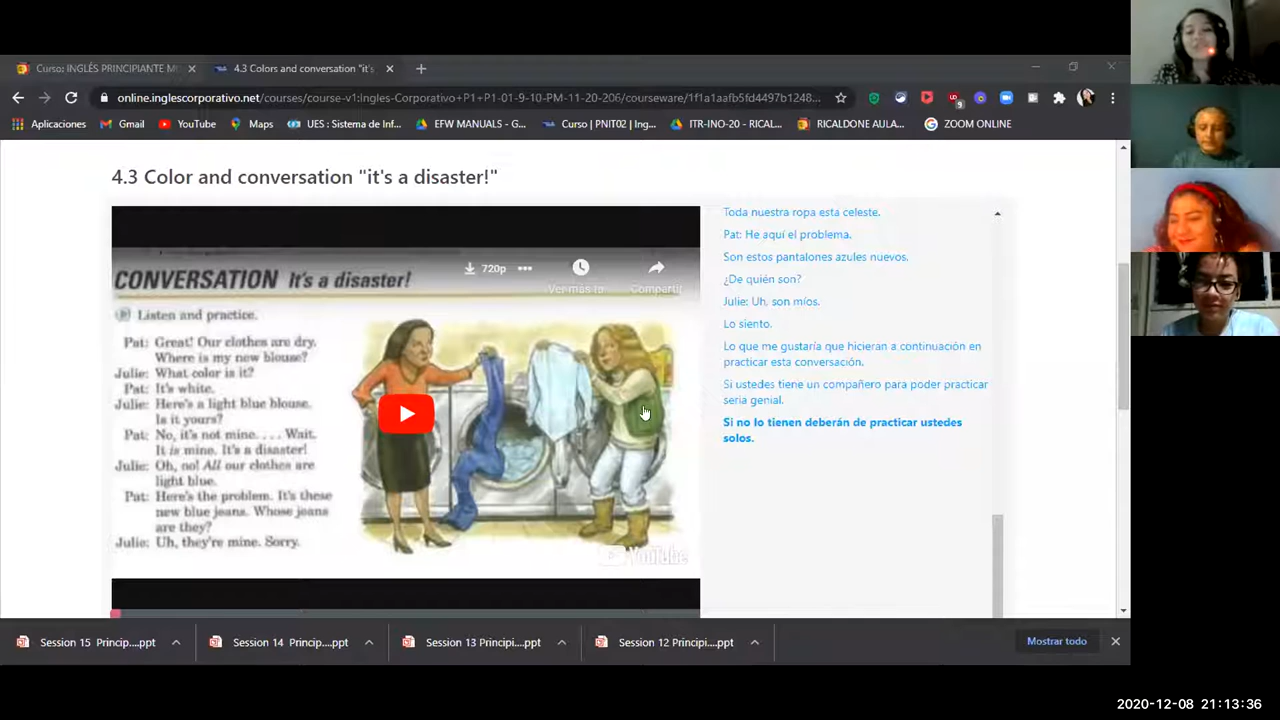 Curso: INGLÉS PRINCIPIANTE M
4.3 Colors and conversation "it's
online.inglescorporativo.net/courses/course-v1:Ingles-Corporativo+P1+P1-01-9-10-PM-11-20-206/courseware/1f1a1aafb5fd4497b1248...
Aplicaciones
Gmail
YouTube
Maps
UES : Sistema de Inf...
EFW MANUALS - S...
Curso | PNIT02 | Ing...
ITR-INO-20 - RICAL...
RICALDONE AULA...
ZOOM ONLINE
4.3 Color and conversation "it's a disaster!"
720p
Ver más ta
Compartir
CONVERSATION It's a disaster!
Listen and practice.
Pat: Great! Our clothes are dry.
Where is my new blouse?
Julie: What color is it?
Pat: It's white.
Julie: Here's a light blue blouse.
Is it yours?
Pat: No, it's not mine. . . . Wait.
It is mine. It's a disaster!
Julie: Oh, no! All our clothes are
light blue.
Pat: Here's the problem. It's these
new blue jeans. Whose jeans
are they?
Julie: Uh, they're mine. Sorry.
YouTube
Toda nuestra ropa esta celeste.
Pat: He aquí el problema.
Son estos pantalones azules nuevos.
¿De quién son?
Julie: Uh, son míos.
Lo siento.
Lo que me gustaría que hicieran a continuación en
practicar esta conversación.
Si ustedes tiene un compañero para poder practicar
seria genial.
Si no lo tienen deberán de practicar ustedes
solos.
Session 15 Princip....ppt
Session 14 Princip....ppt
Session 13 Principi....ppt
Session 12 Principi....ppt
Mostrar todo
2020-12-08 21:13:36